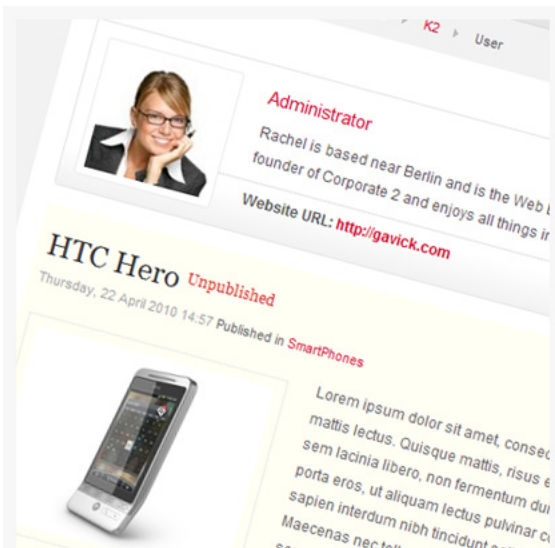 K2 User
Administrator
Rachel is based near Berlin and is the Web
founder of Corporate 2 and enjoys all things
Website URL: http://gavick.com
HTC Hero Unpublished
Thursday, 22 April 2010 14:57 Published in SmartPhones
Lorem ipsum dolor sit amet,
mattis lectus. Quisque mattis, risus
sem lacinia libero, non fermentum
porta eros, ut aliquam lectus pulvinar
sapien interdum nibh tincidunt
Maecenas nec